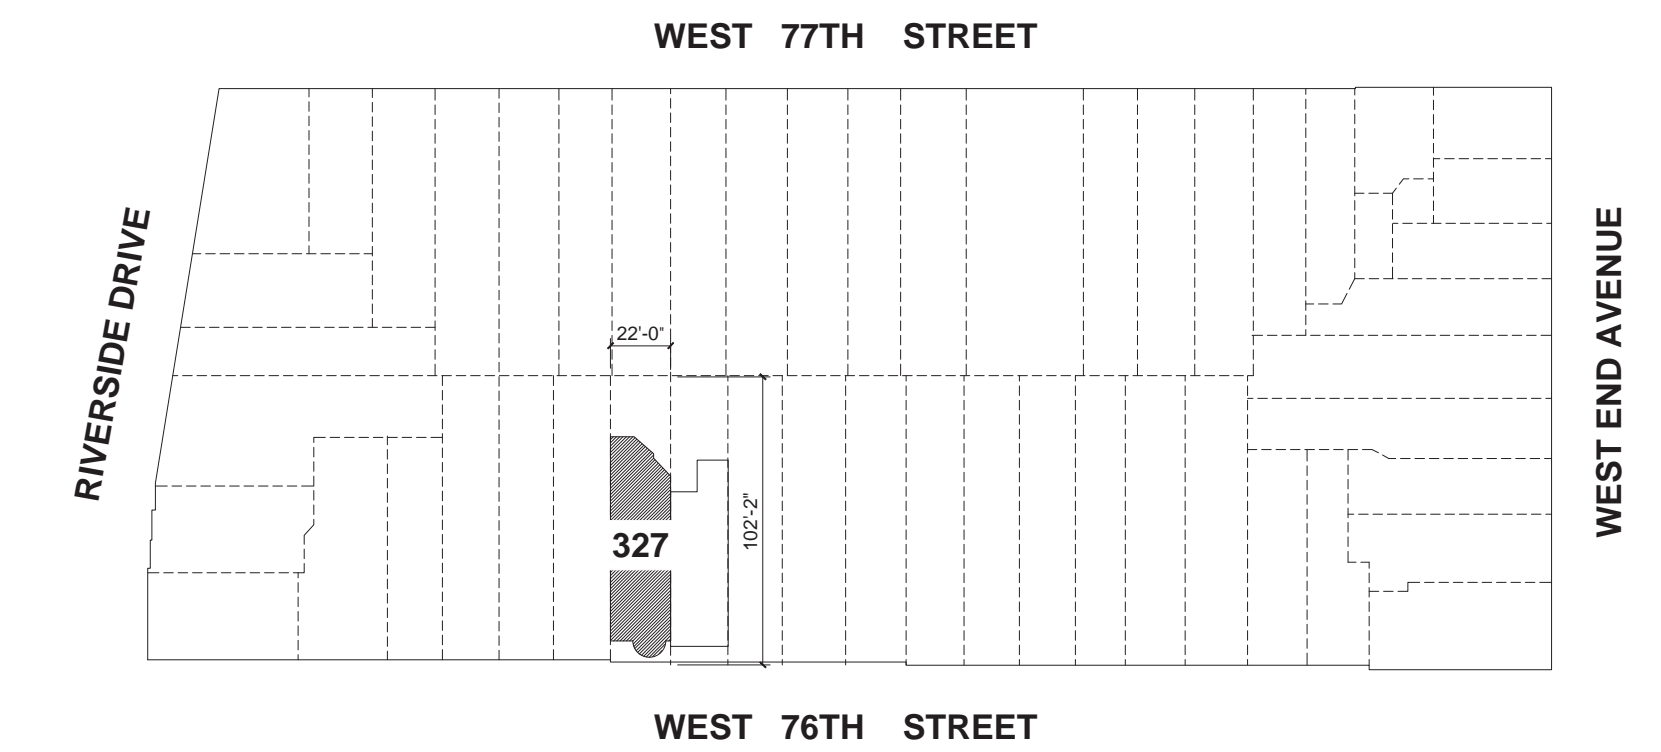 WEST 77TH STREET
RIVERSIDE DRIVE
WEST END AVENUE
22'-0"
102'-2"
327
WEST 76TH STREET